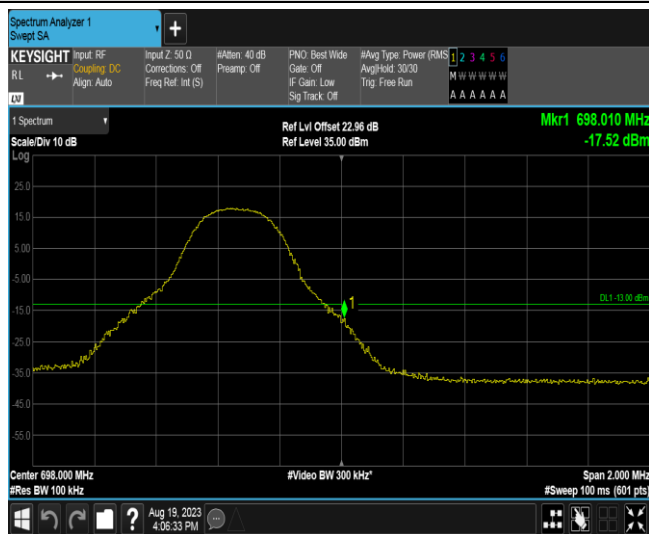 Spectrum Analyzer 1
Swept SA
KEYSIGHT Input: RF Input Z: 50 Ω #Atten: 40 dB PNO: Best Wide #Avg Type: Power (RMS 1 2 3 4 5 6
RL Coupling: DC Corrections: Off Preamp: Off Gate: Off Avg|Hold: 30/30 M W W W W W
Align: Auto Freq Ref: Int (S) IF Gain: Low Trig: Free Run
LXI Sig Track: Off A A A A A A
1 Spectrum Ref Lvl Offset 22.96 dB Mkr1 698.010 MHz
Scale/Div 10 dB Ref Level 35.00 dBm -17.52 dBm
Log
25.0
15.0
5.00
-5.00
DL1 -13.00 dBm
1
-15.0
-25.0
-35.0
-45.0
-55.0
Center 698.000 MHz #Video BW 300 kHz* Span 2.000 MHz
#Res BW 100 kHz #Sweep 100 ms (601 pts)
? Aug 19, 2023
4:06:33 PM